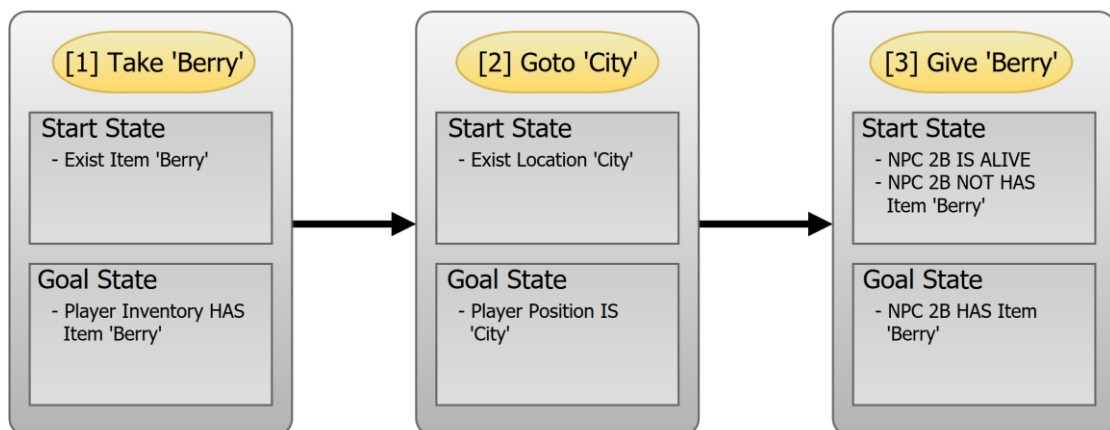 [1] Take 'Berry'
Start State
- Exist Item 'Berry'
Goal State
- Player Inventory HAS
Item 'Berry'
[2] Goto 'City'
Start State
- Exist Location 'City'
Goal State
- Player Position IS
'City'
[3] Give 'Berry'
Start State
- NPC 2B IS ALIVE
- NPC 2B NOT HAS
Item 'Berry'
Goal State
- NPC 2B HAS Item
'Berry'